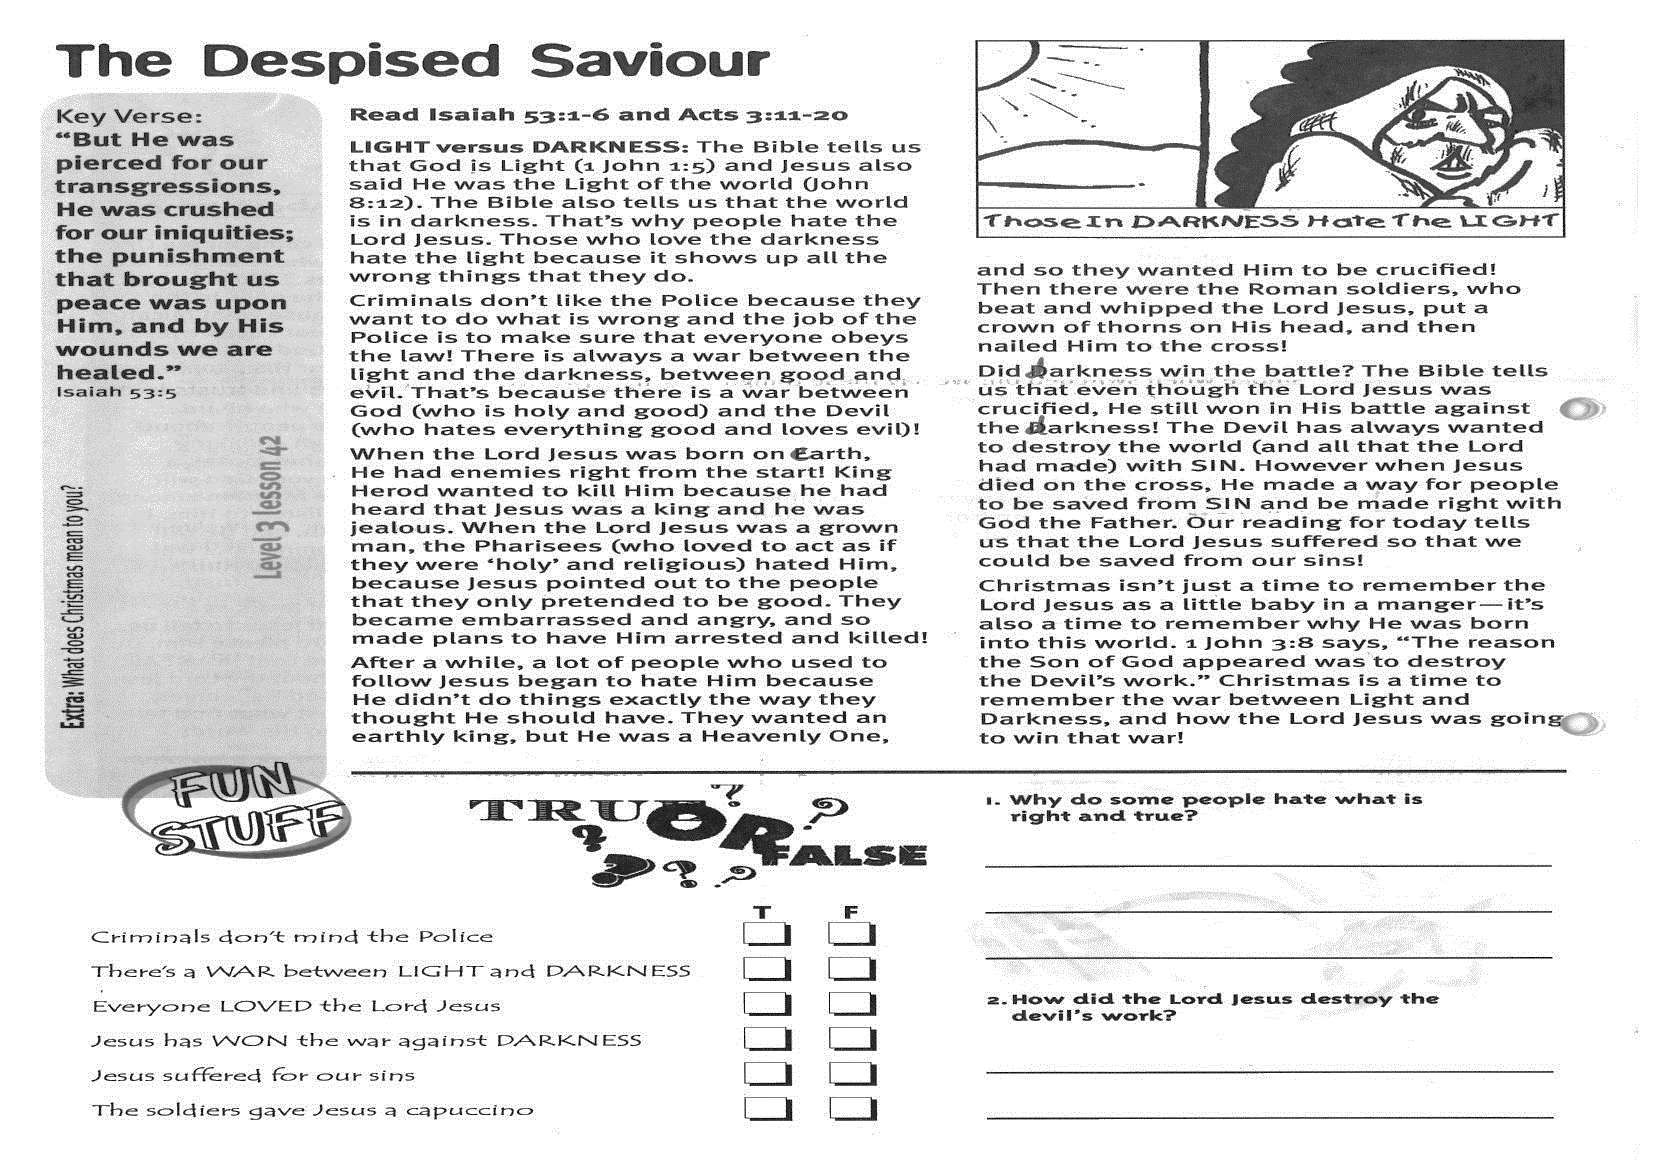 The Despised Saviour
Key Verse:
“But He was
pierced for our
transgressions,
He was crushed
for our iniquities;
the punishment
that brought us
peace was upon
Him, and by His
wounds we are
healed.”
Isaiah 53:5
Level 3 lesson 42
Extra: What does Christmas mean to you?
Read Isaiah 53:1-6 and Acts 3:11-20
LIGHT versus DARKNESS: The Bible tells us
that God is Light (1 John 1:5) and Jesus also
said He was the Light of the world (John
8:12). The Bible also tells us that the world
is in darkness. That’s why people hate the
Lord Jesus. Those who love the darkness
hate the light because it shows up all the
wrong things that they do.
Criminals don’t like the Police because they
want to do what is wrong and the job of the
Police is to make sure that everyone obeys
the law! There is always a war between the
light and the darkness, between good and
evil. That’s because there is a war between
God (who is holy and good) and the Devil
(who hates everything good and loves evil)!
When the Lord Jesus was born on Earth,
He had enemies right from the start! King
Herod wanted to kill Him because he had
heard that Jesus was a king and he was
jealous. When the Lord Jesus was a grown
man, the Pharisees (who loved to act as if
they were ‘holy’ and religious) hated Him,
because Jesus pointed out to the people
that they only pretended to be good. They
became embarrassed and angry, and so
made plans to have Him arrested and killed!
After a while, a lot of people who used to
follow Jesus began to hate Him because
He didn’t do things exactly the way they
thought He should have. They wanted an
earthly king, but He was a Heavenly One,
Those In DARKNESS Hate The LIGHT
and so they wanted Him to be crucified!
Then there were the Roman soldiers, who
beat and whipped the Lord Jesus, put a
crown of thorns on His head, and then
nailed Him to the cross!
Did darkness win the battle? The Bible tells
us that even though the Lord Jesus was
crucified, He still won in His battle against
the darkness! The Devil has always wanted
to destroy the world (and all that the Lord
had made) with SIN. However when Jesus
died on the cross, He made a way for people
to be saved from SIN and be made right with
God the Father. Our reading for today tells
us that the Lord Jesus suffered so that we
could be saved from our sins!
Christmas isn’t just a time to remember the
Lord Jesus as a little baby in a manger—it’s
also a time to remember why He was born
into this world. 1 John 3:8 says, “The reason
the Son of God appeared was to destroy
the Devil’s work.” Christmas is a time to
remember the war between Light and
Darkness, and how the Lord Jesus was going
to win that war!
FUN
STUFF
TRUE OR FALSE
T F
Criminals don’t mind the Police
There’s a WAR between LIGHT and DARKNESS
Everyone LOVED the Lord Jesus
Jesus has WON the war against DARKNESS
Jesus suffered for our sins
The soldiers gave Jesus a capuccino
1. Why do some people hate what is
right and true?
2. How did the Lord Jesus destroy the
devil’s work?